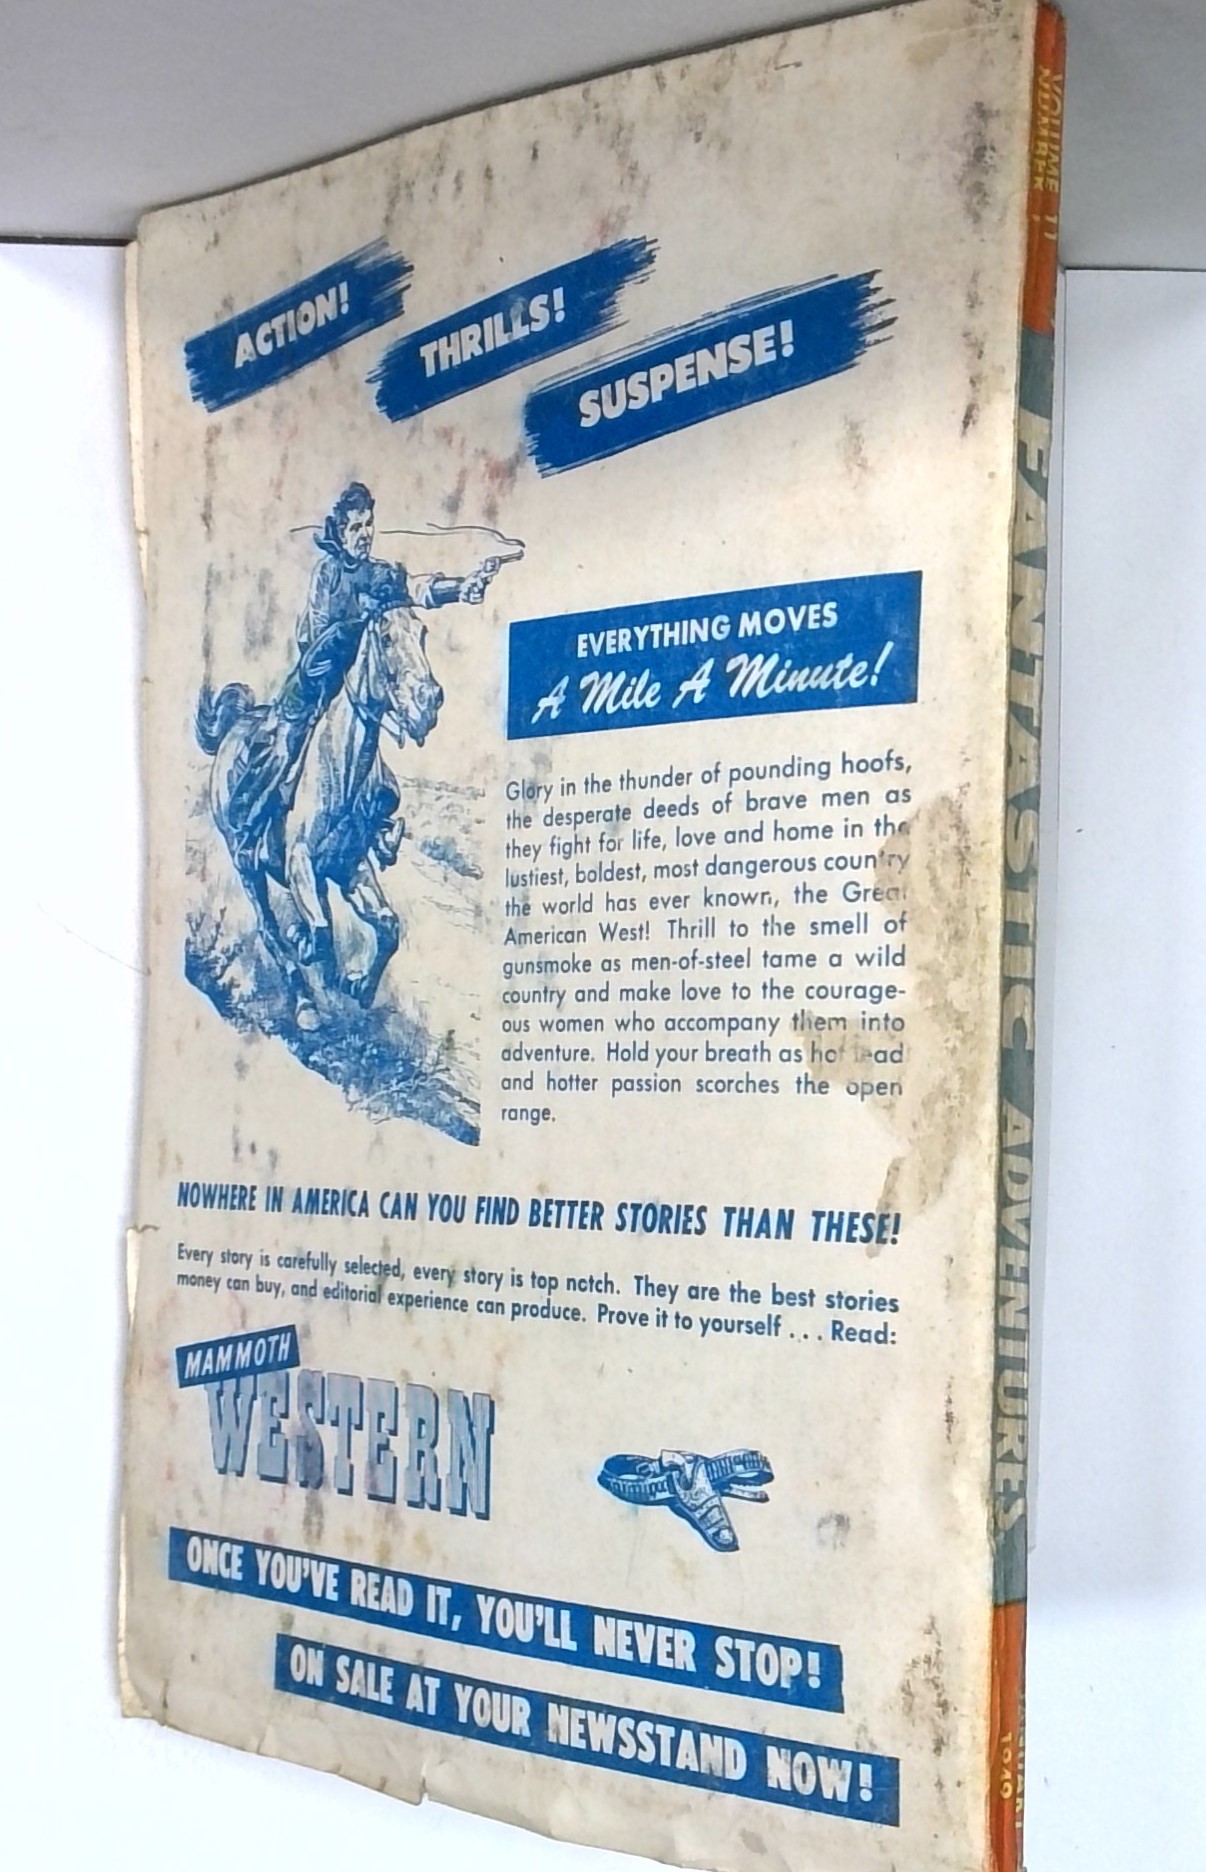 ACTION!
THRILLS!
SUSPENSE!
EVERYTHING MOVES
A Mile A Minute!
Glory in the thunder of pounding hoofs,
the desperate deeds of brave men as
they fight for life, love and home in the
lustiest, boldest, most dangerous country
the world has ever known, the Great
American West! Thrill to the smell of
gunsmoke as men-of-steel tame a wild
country and make love to the courage-
ous women who accompany them into
adventure. Hold your breath as hot lead
and hotter passion scorches the open
range.
NOWHERE IN AMERICA CAN YOU FIND BETTER STORIES THAN THESE!
Every story is carefully selected, every story is top notch. They are the best stories
money can buy, and editorial experience can produce. Prove it to yourself . . . Read:
MAMMOTH
WESTERN
ONCE YOU'VE READ IT, YOU'LL NEVER STOP!
ON SALE AT YOUR NEWSSTAND NOW!
VOLUME 11
NUMBER 1
FANTASTIC ADVENTURES
JANUARY
1949